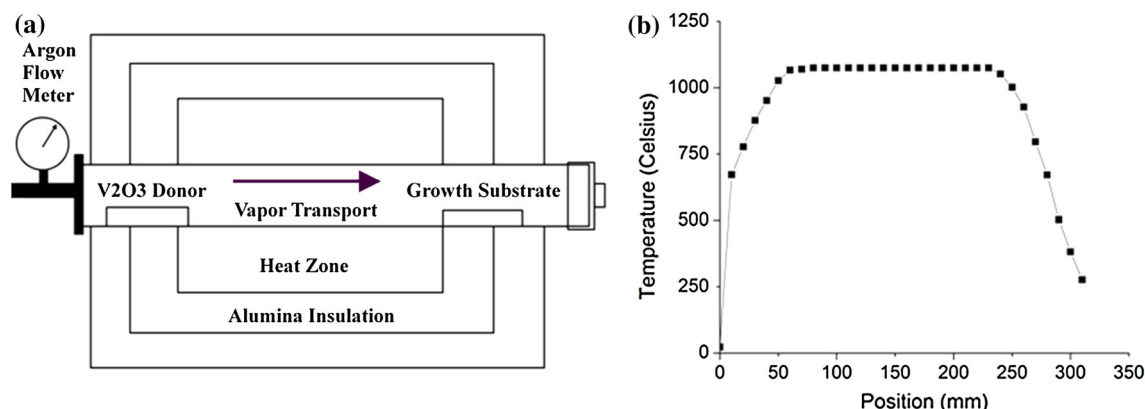 (a)
Argon
Flow
Meter
V2O3 Donor
Vapor Transport
Growth Substrate
Heat Zone
Alumina Insulation
(b)
Temperature (Celsius)
1250
1000
750
500
250
0
0 50 100 150 200 250 300 350
Position (mm)